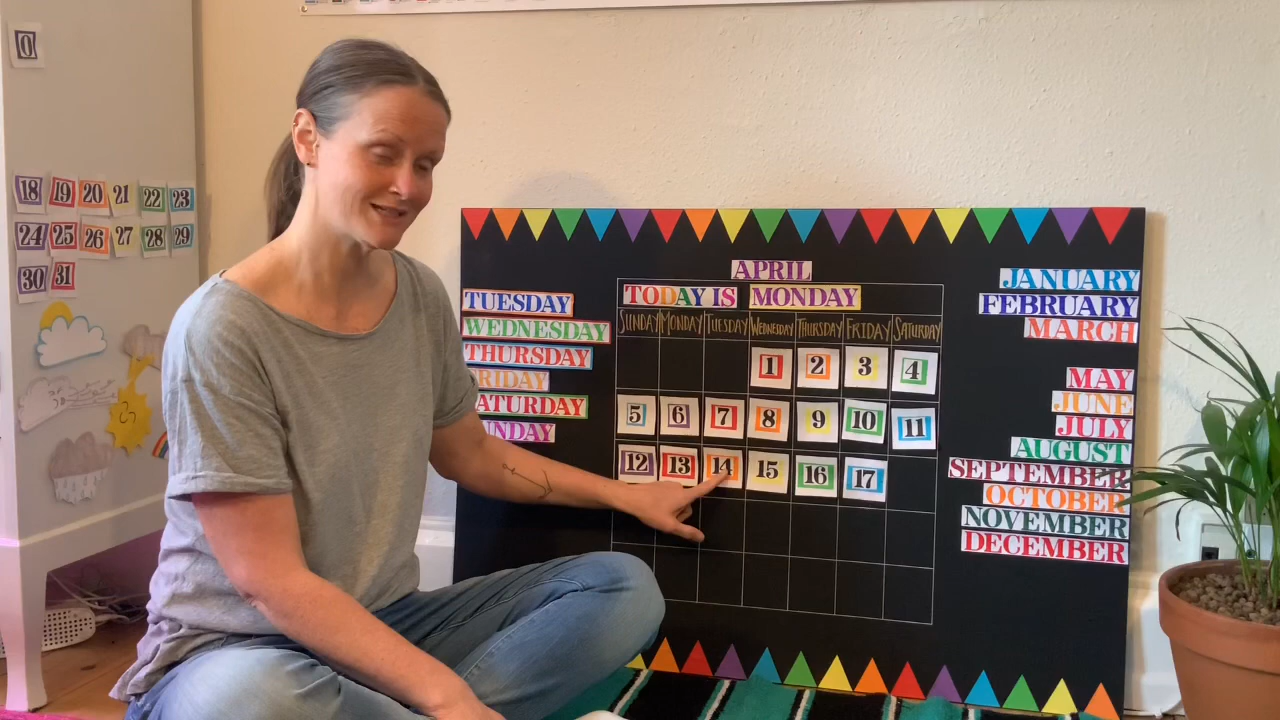 0
18 19 20 21 22 23
24 25 26 27 28 29
30 31
TUESDAY
WEDNESDAY
THURSDAY
FRIDAY
SATURDAY
SUNDAY
APRIL
TODAY IS MONDAY
SUNDAY MONDAY TUESDAY WEDNESDAY THURSDAY FRIDAY SATURDAY
1 2 3 4
5 6 7 8 9 10 11
12 13 14 15 16 17
JANUARY
FEBRUARY
MARCH
MAY
JUNE
JULY
AUGUST
SEPTEMBER
OCTOBER
NOVEMBER
DECEMBER